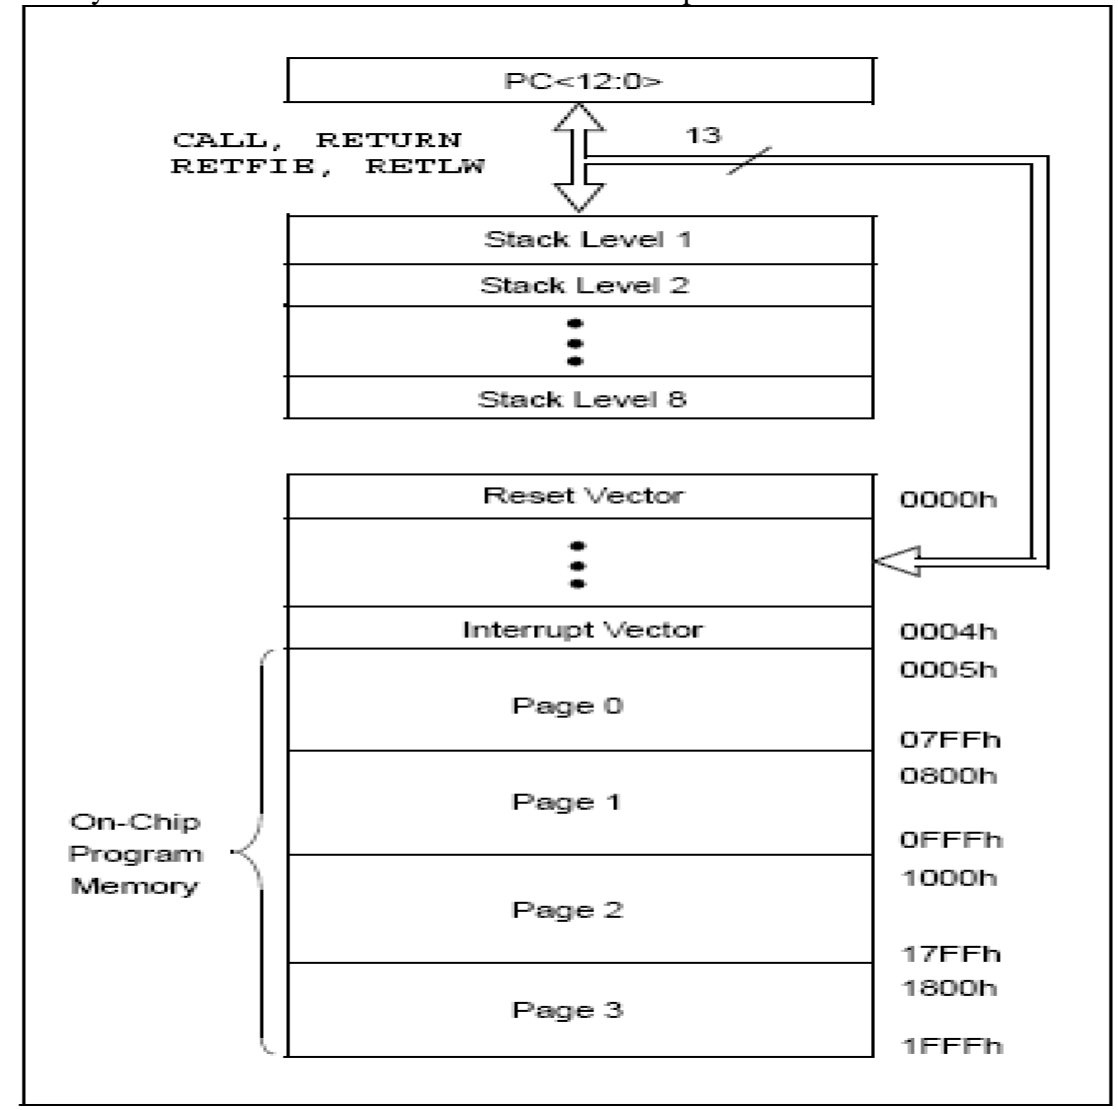 PC<12:0>
CALL, RETURN
RETFIE, RETLW
13
Stack Level 1
Stack Level 2
Stack Level 8
Reset Vector
0000h
Interrupt Vector
0004h
0005h
Page 0
07FFh
0800h
Page 1
0FFFh
On-Chip
Program
Memory
1000h
Page 2
17FFh
1800h
Page 3
1FFFh